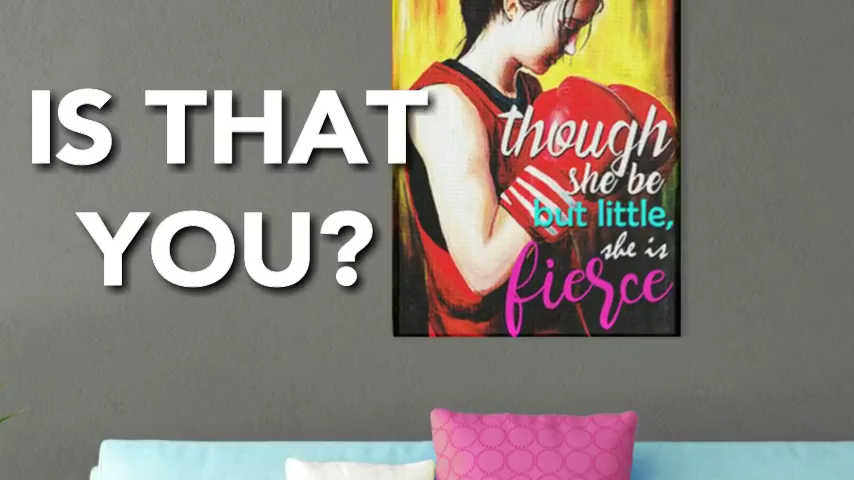 IS THAT
YOU?
though
she be
but little,
she is
fierce